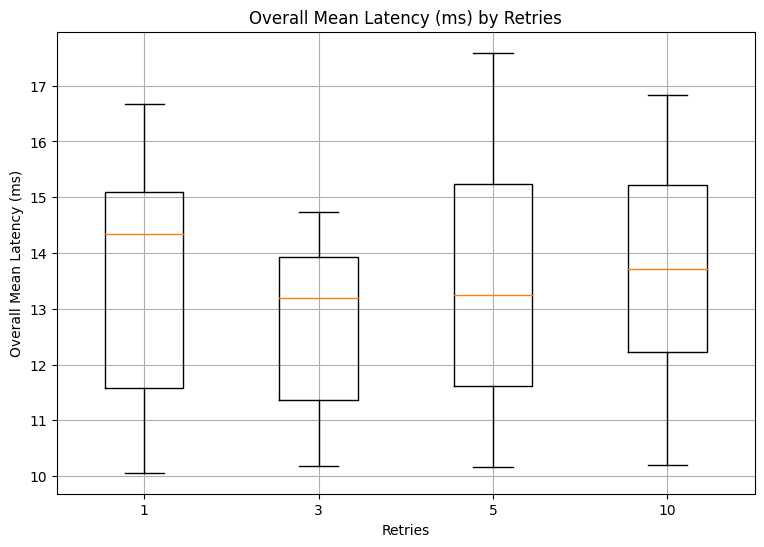 Overall Mean Latency (ms) by Retries
Overall Mean Latency (ms)
17
16
15
14
13
12
11
10
1 3 5 10
Retries